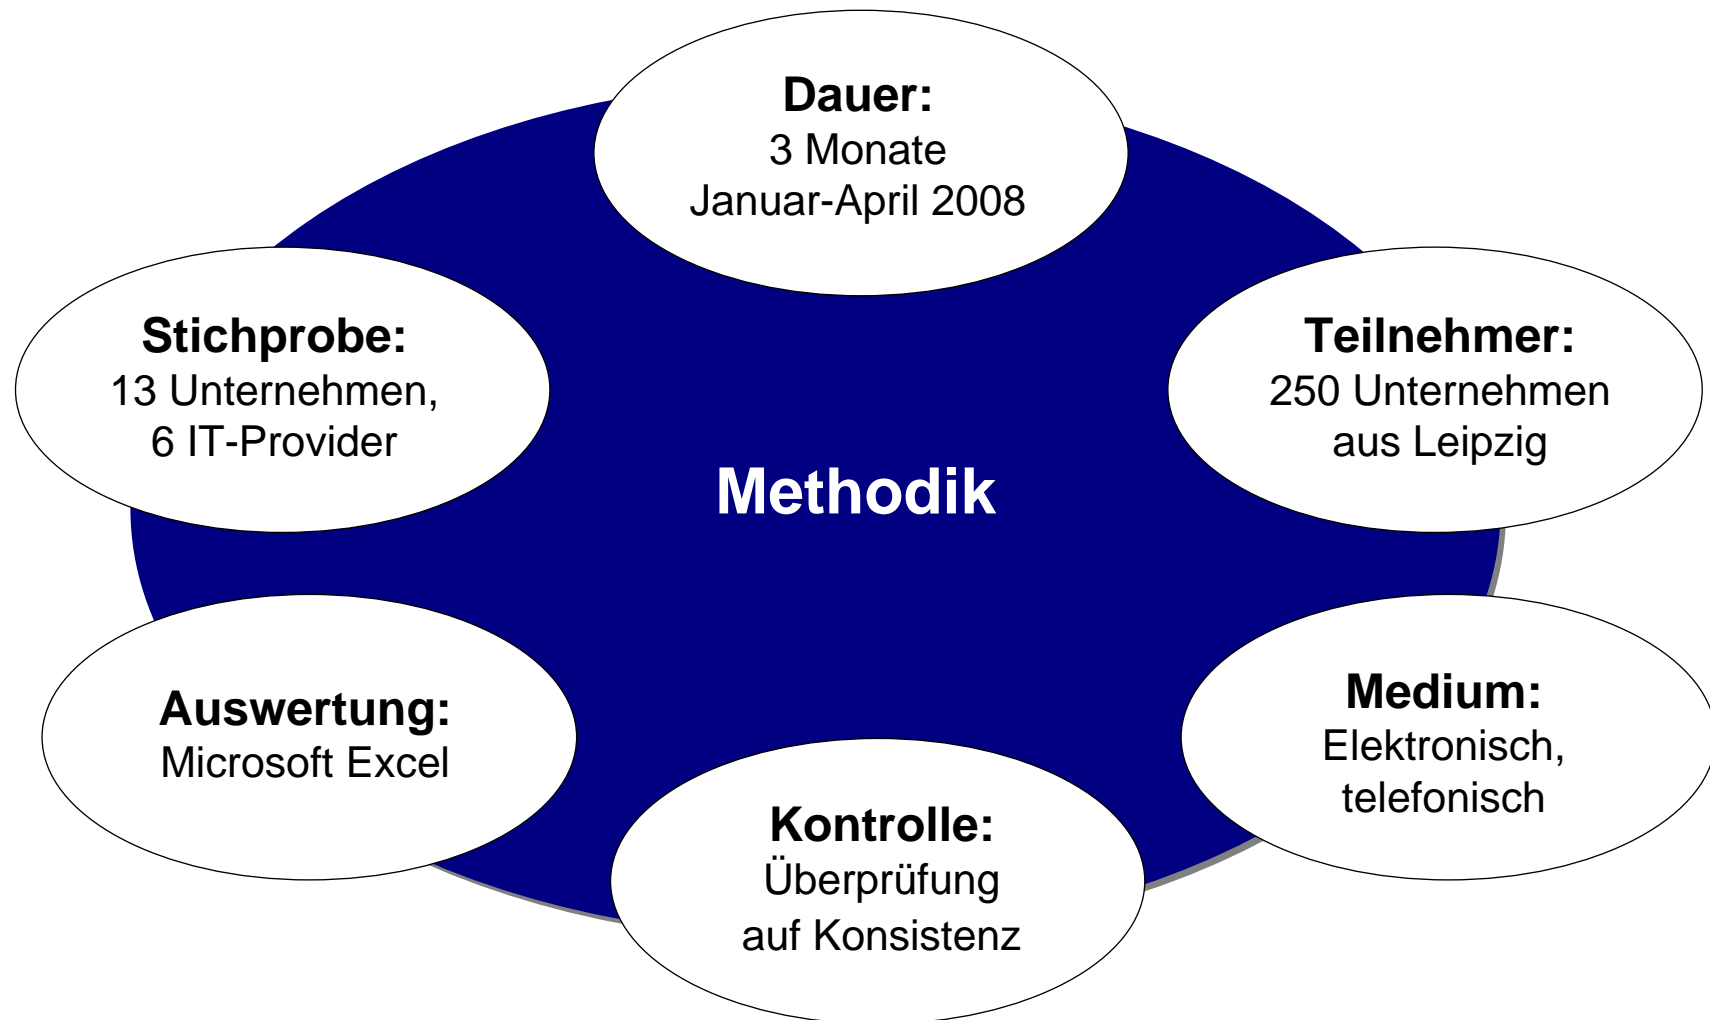 Dauer:
3 Monate
Januar-April 2008
Stichprobe:
13 Unternehmen,
6 IT-Provider
Teilnehmer:
250 Unternehmen
aus Leipzig
Methodik
Auswertung:
Microsoft Excel
Medium:
Elektronisch,
telefonisch
Kontrolle:
Überprüfung
auf Konsistenz